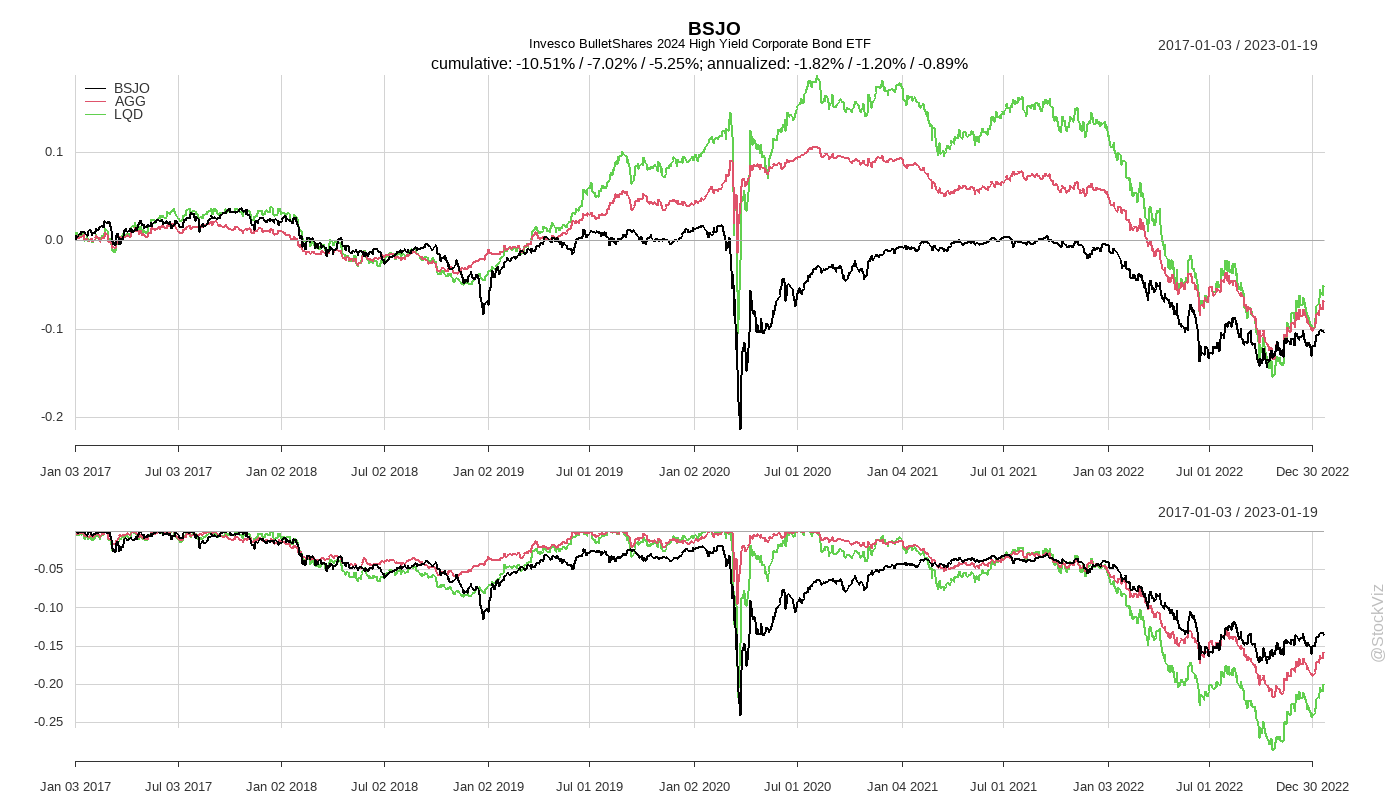 BSJO
Invesco BulletShares 2024 High Yield Corporate Bond ETF
2017-01-03 / 2023-01-19
cumulative: -10.51% / -7.02% / -5.25%; annualized: -1.82% / -1.20% / -0.89%
BSJO
AGG
LQD
0.1
0.0
-0.1
-0.2
Jan 03 2017 Jul 03 2017 Jan 02 2018 Jul 02 2018 Jan 02 2019 Jul 01 2019 Jan 02 2020 Jul 01 2020 Jan 04 2021 Jul 01 2021 Jan 03 2022 Jul 01 2022 Dec 30 2022
2017-01-03 / 2023-01-19
-0.05
-0.10
-0.15
-0.20
-0.25
Jan 03 2017 Jul 03 2017 Jan 02 2018 Jul 02 2018 Jan 02 2019 Jul 01 2019 Jan 02 2020 Jul 01 2020 Jan 04 2021 Jul 01 2021 Jan 03 2022 Jul 01 2022 Dec 30 2022
@StockViz